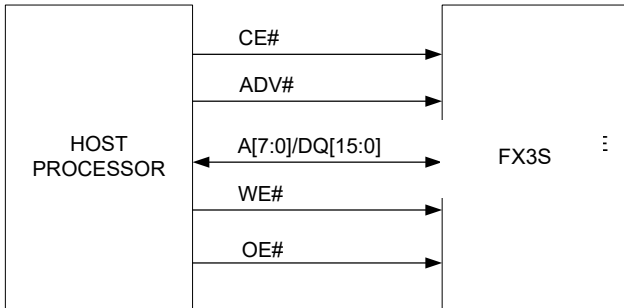 CE#
ADV#
HOST
PROCESSOR
A[7:0]/DQ[15:0]
FX3S
WE#
OE#